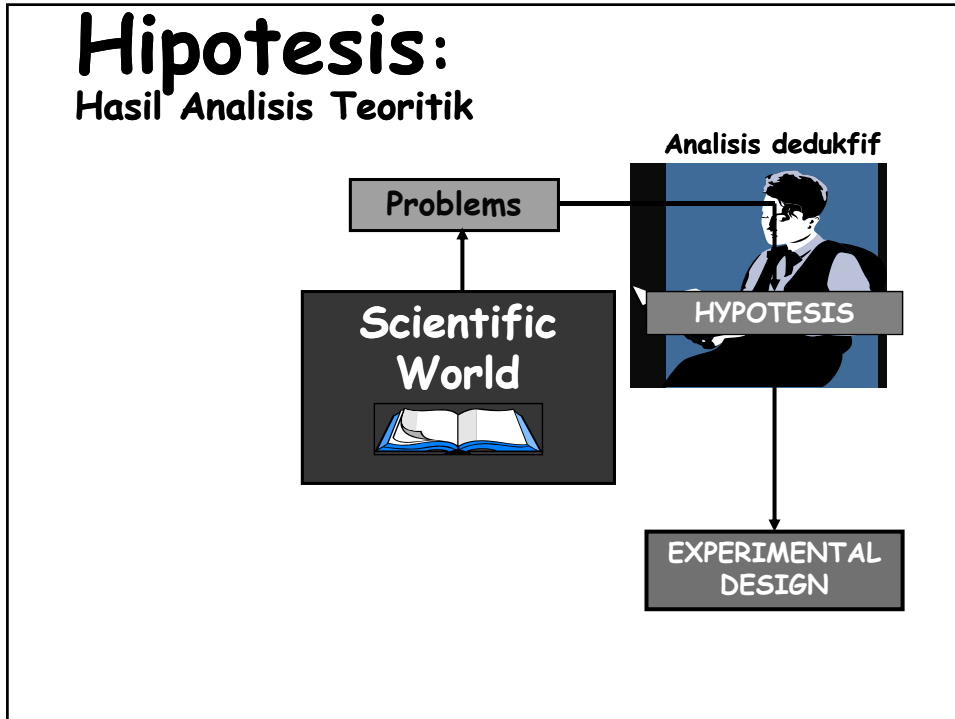 Hipotesis:
Hasil Analisis Teoritik
Analisis dedukfif
Problems
HYPOTESIS
Scientific
World
EXPERIMENTAL
DESIGN